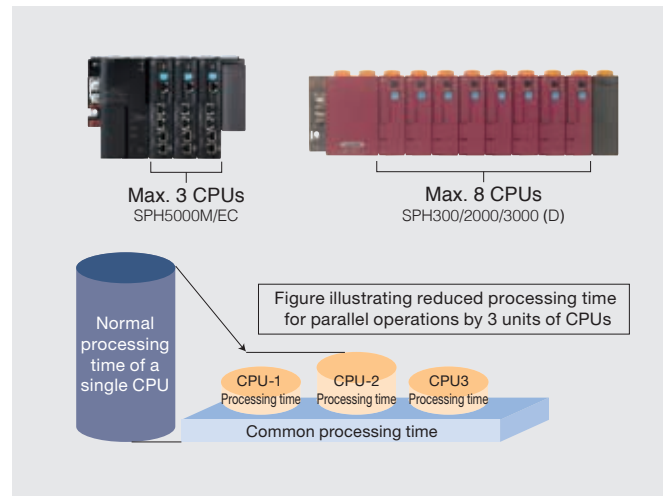 Max. 3 CPUs
SPH5000M/EC
Max. 8 CPUs
SPH300/2000/3000 (D)
Figure illustrating reduced processing time
for parallel operations by 3 units of CPUs
Normal
processing
time of a
single CPU
CPU-1
Processing time
CPU-2
Processing time
CPU3
Processing time
Common processing time